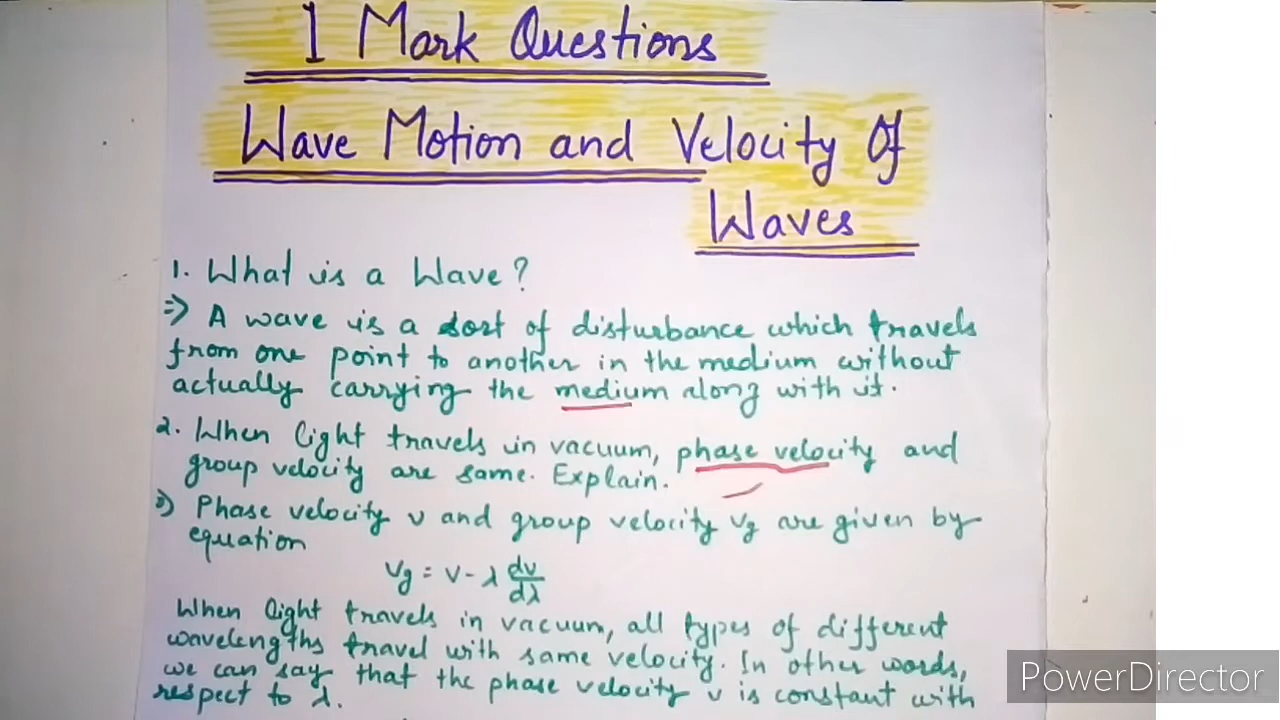 1 Mark Questions
Wave Motion and Velocity Of
Waves
1. What is a Wave?
⇒ A wave is a sort of disturbance which travels
from one point to another in the medium without
actually carrying the medium along with it.
2. When light travels in vacuum, phase velocity and
group velocity are same. Explain.
⇒ Phase velocity v and group velocity vg are given by
equation
vg = v - λ dv/dλ
When light travels in vacuum, all types of different
wavelengths travel with same velocity. In other words,
we can say that the phase velocity v is constant with
respect to λ.
PowerDirector